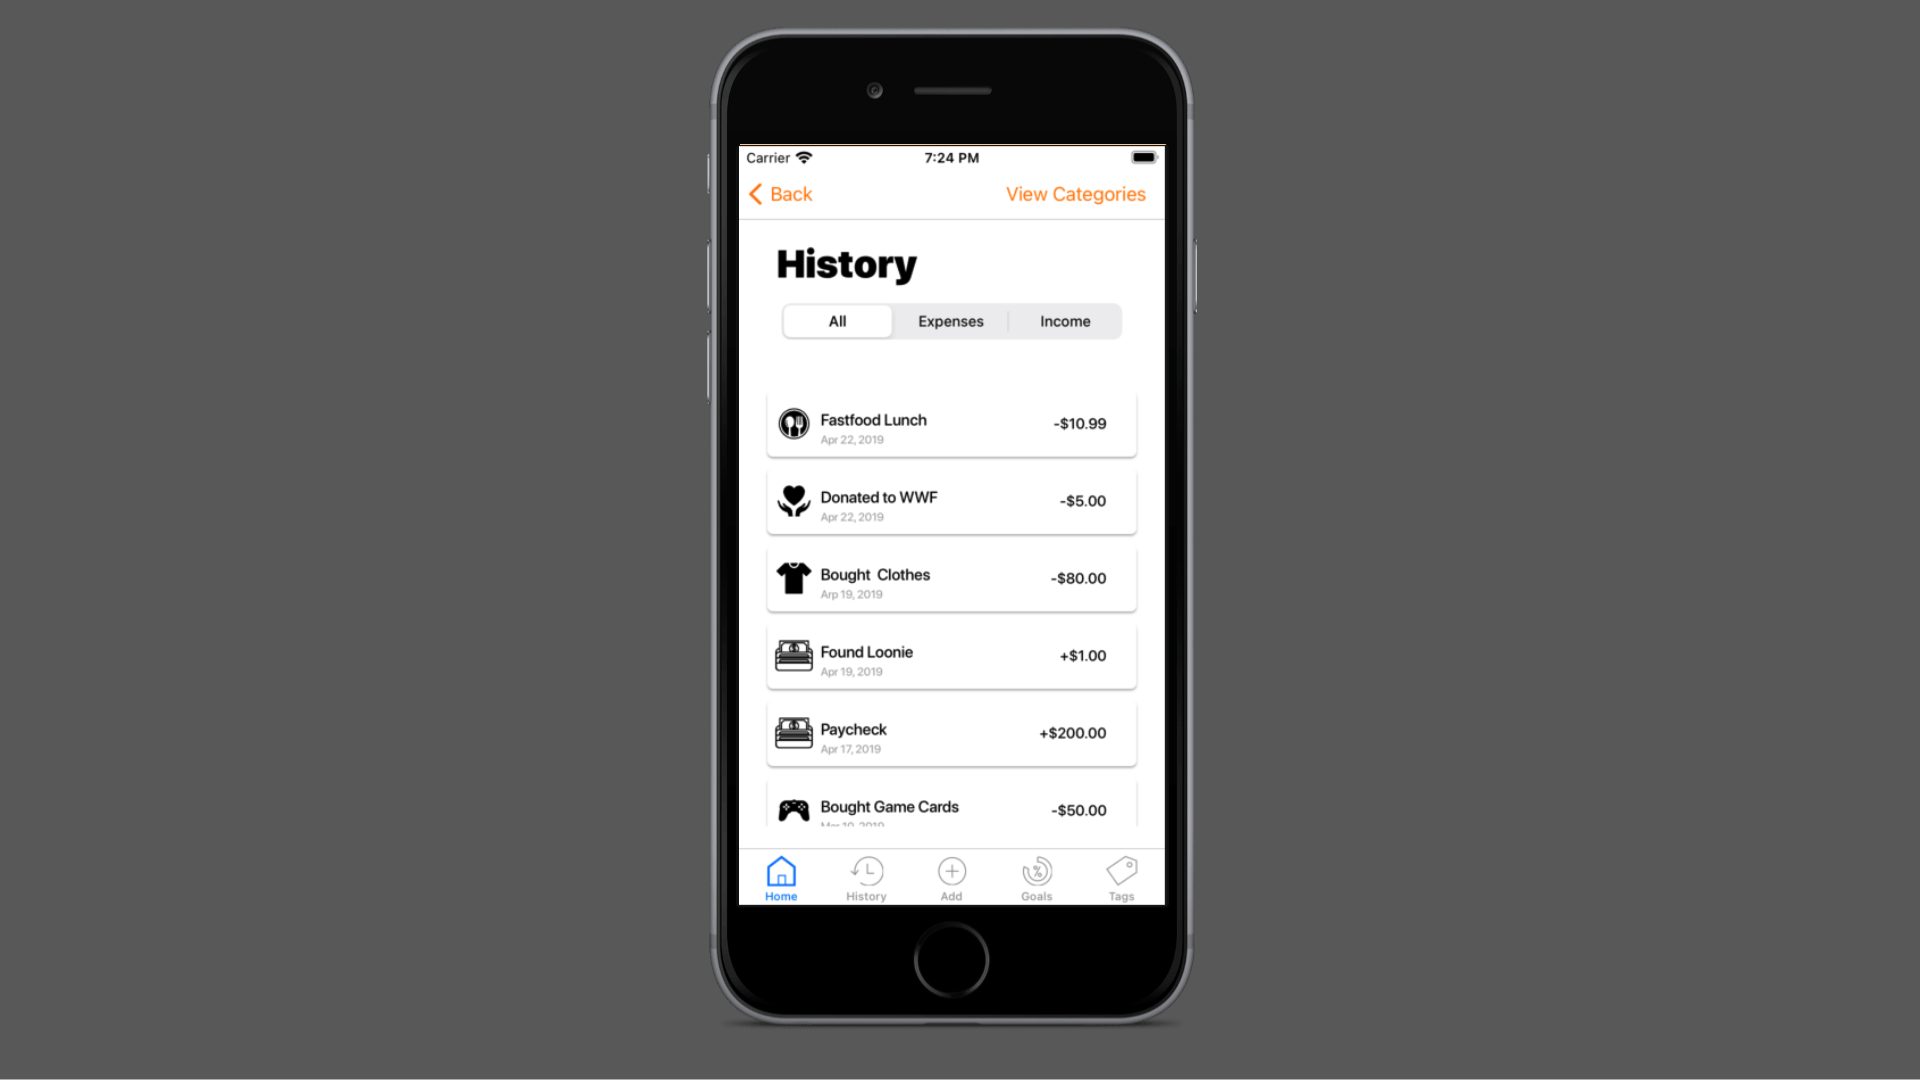 Carrier 7:24 PM
Back View Categories
History
All Expenses Income
Fastfood Lunch -$10.99
Apr 22, 2019
Donated to WWF -$5.00
Apr 22, 2019
Bought  Clothes -$80.00
Arp 19, 2019
Found Loonie +$1.00
Apr 19, 2019
Paycheck +$200.00
Apr 17, 2019
Bought Game Cards -$50.00
Home History Add Goals Tags